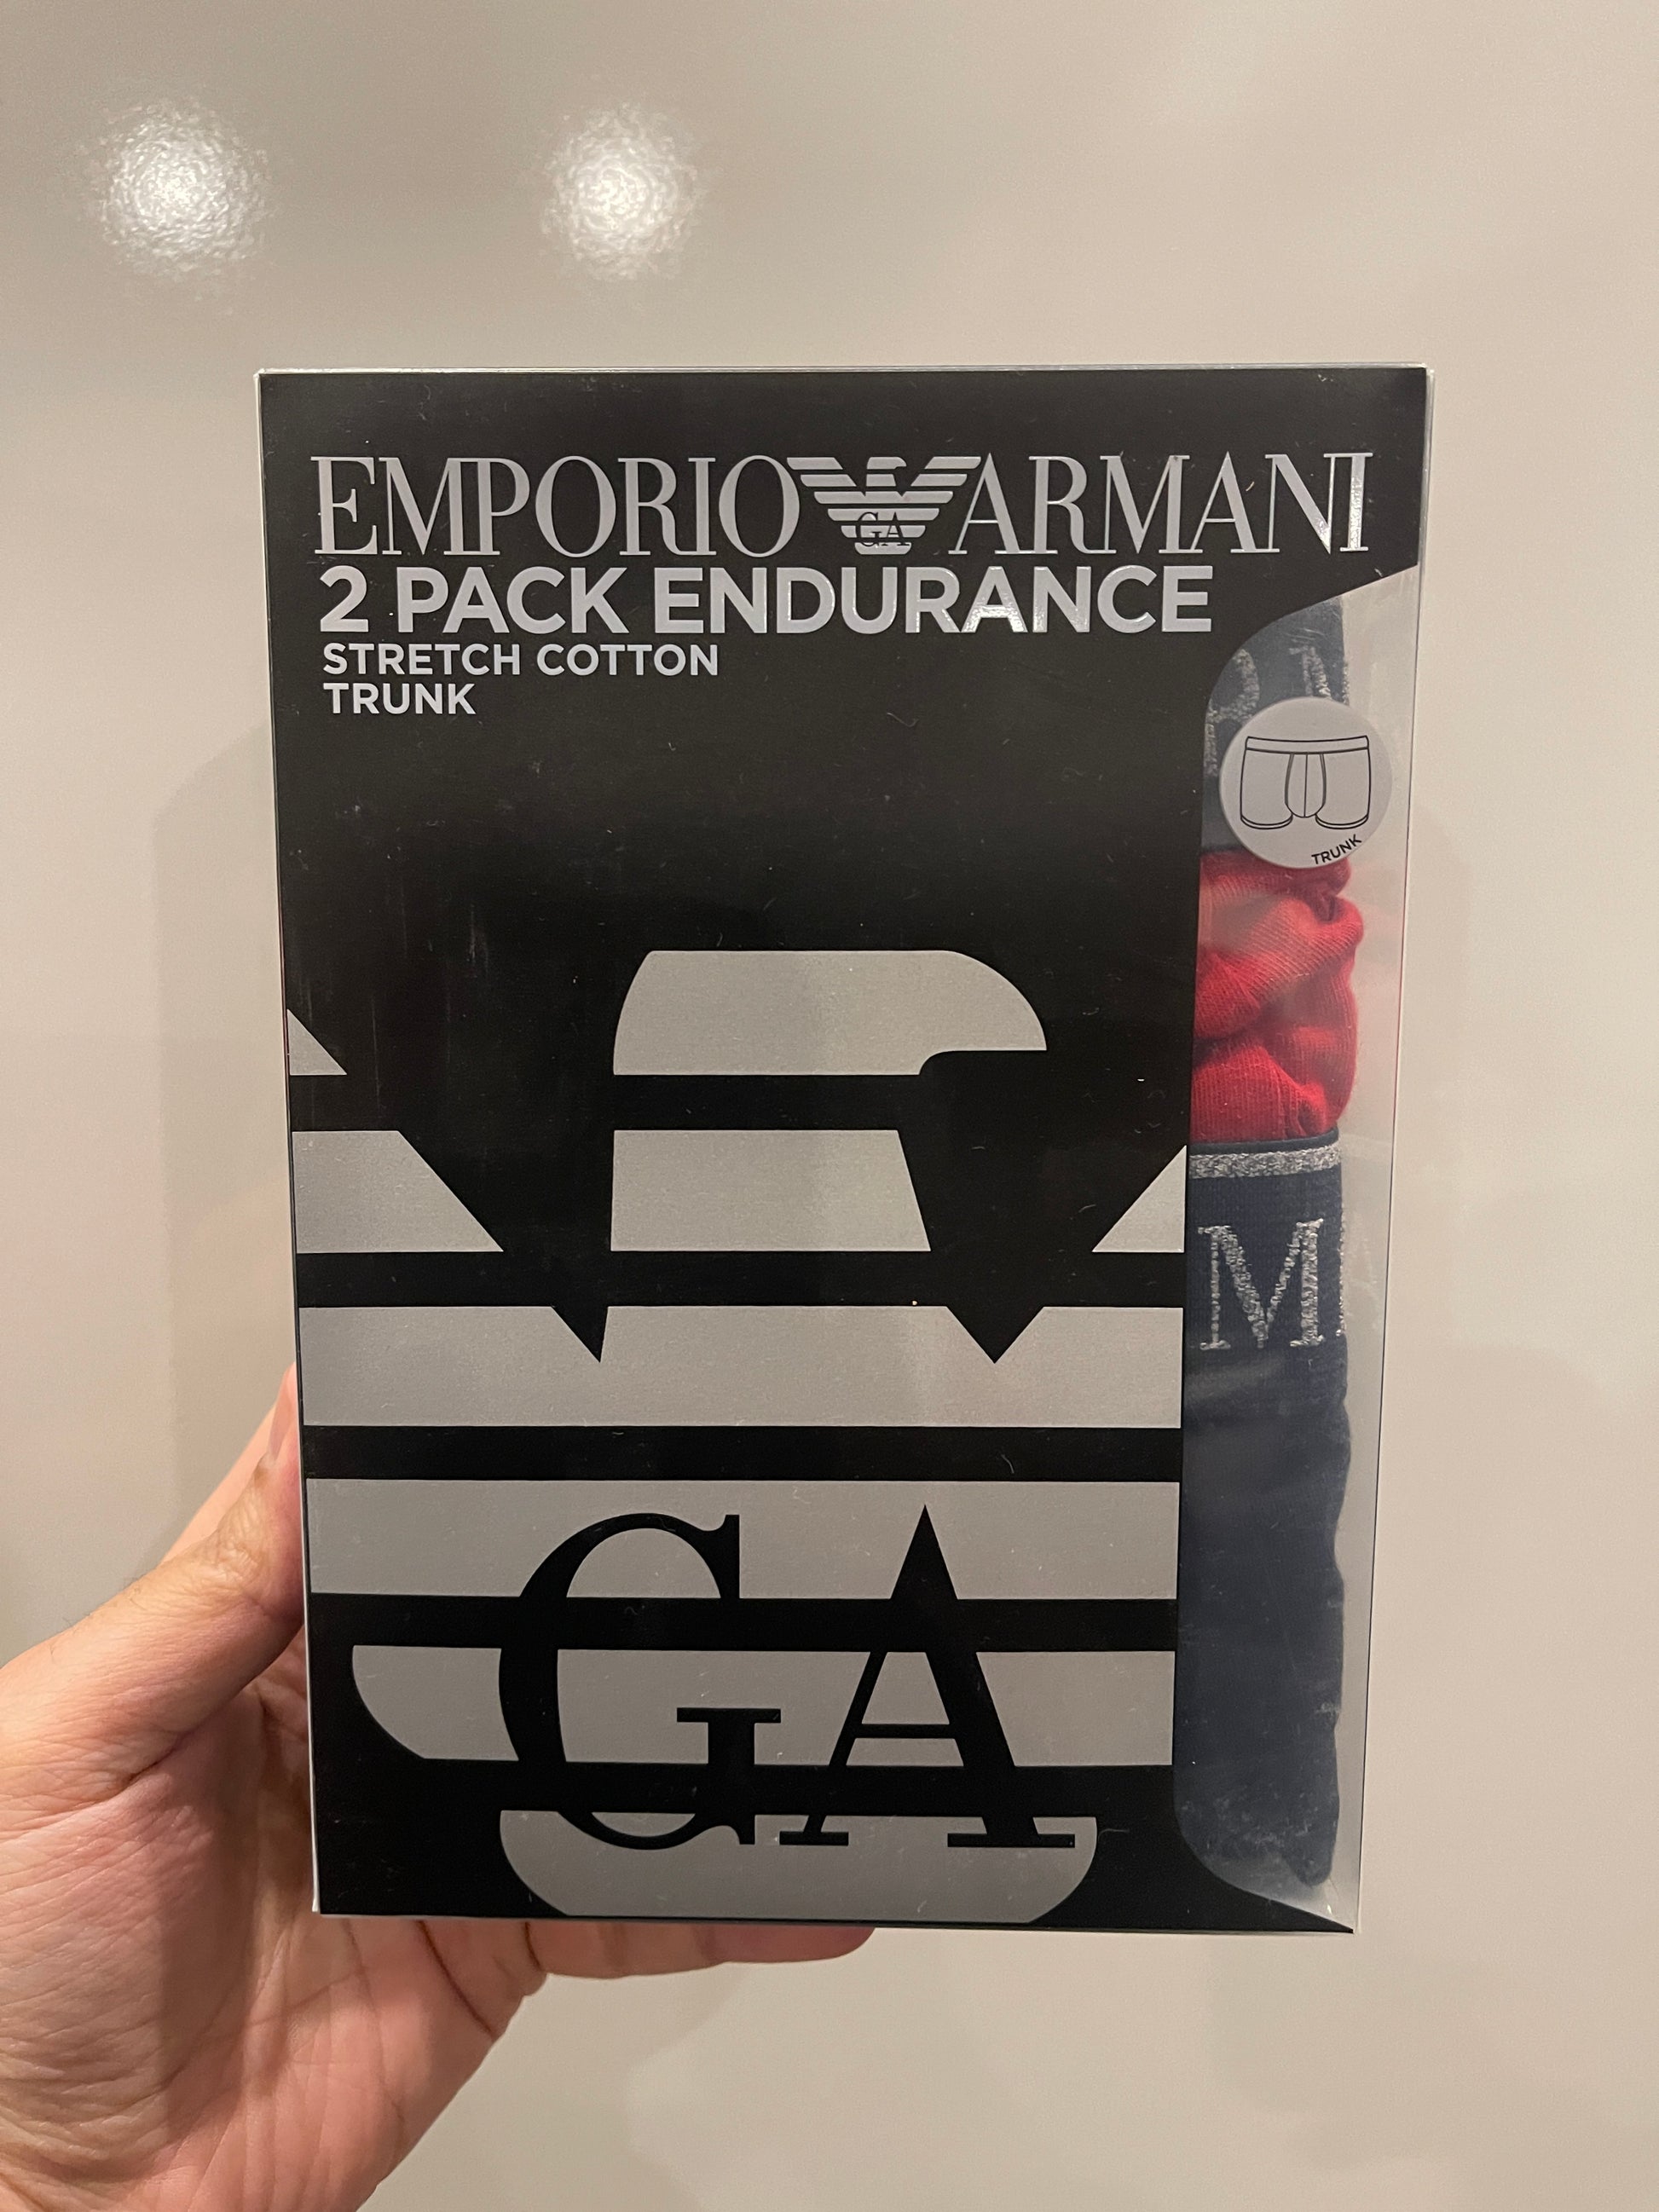 EMPORIO GA ARMANI
2 PACK ENDURANCE
STRETCH COTTON
TRUNK
TRUNK
M
GA